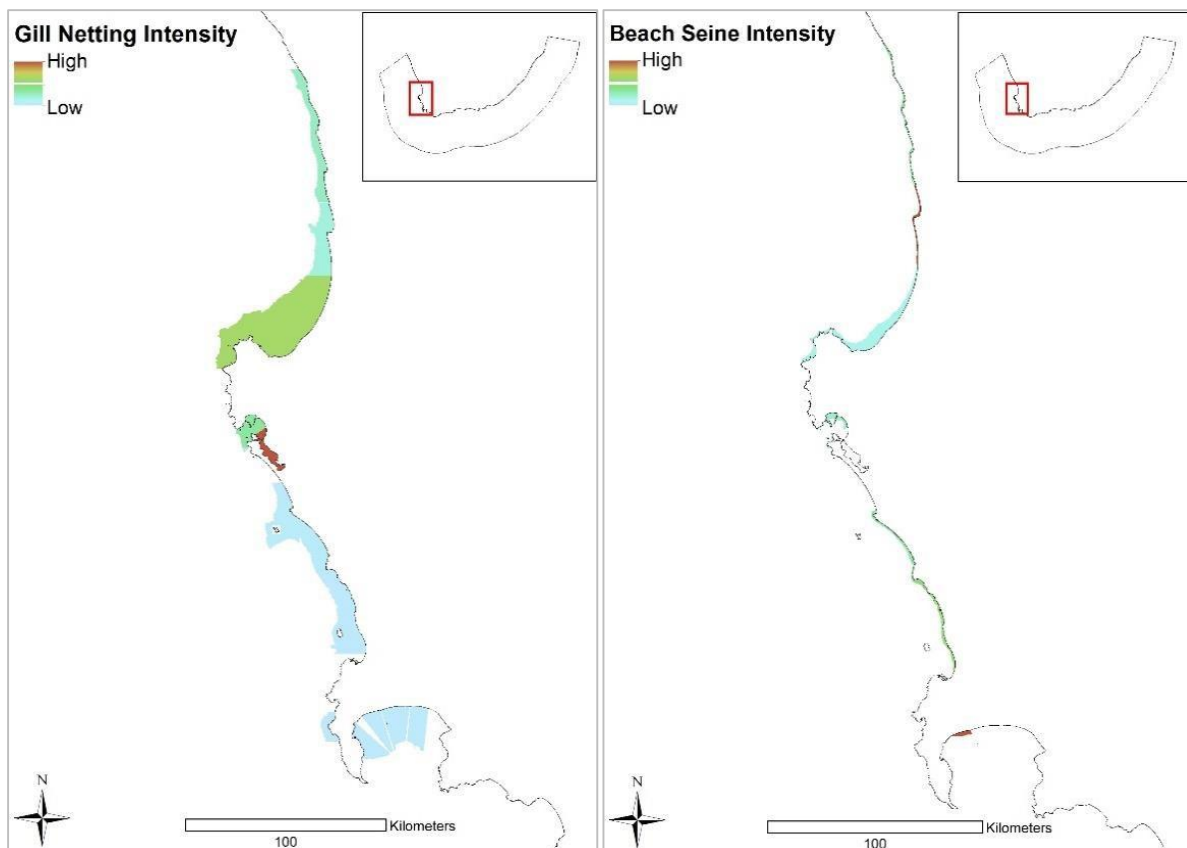 Gill Netting Intensity
High
Low
N
Kilometers
100
Beach Seine Intensity
High
Low
N
Kilometers
100